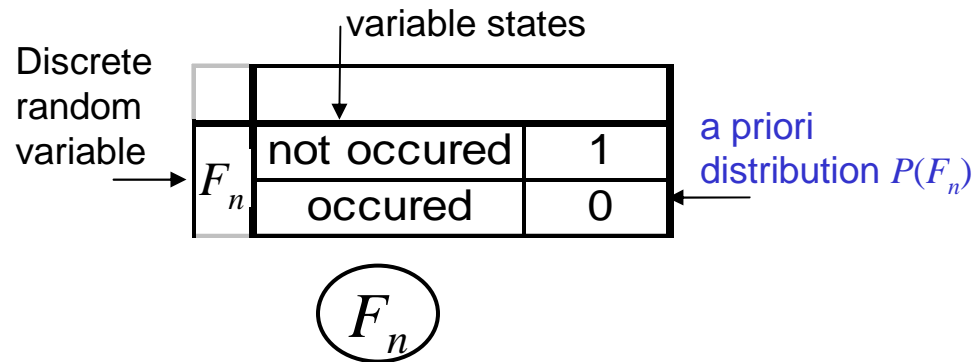 variable states
Discrete
random
variable
F_n
not occured 1
occured 0
a priori
distribution P(F_n)
F_n